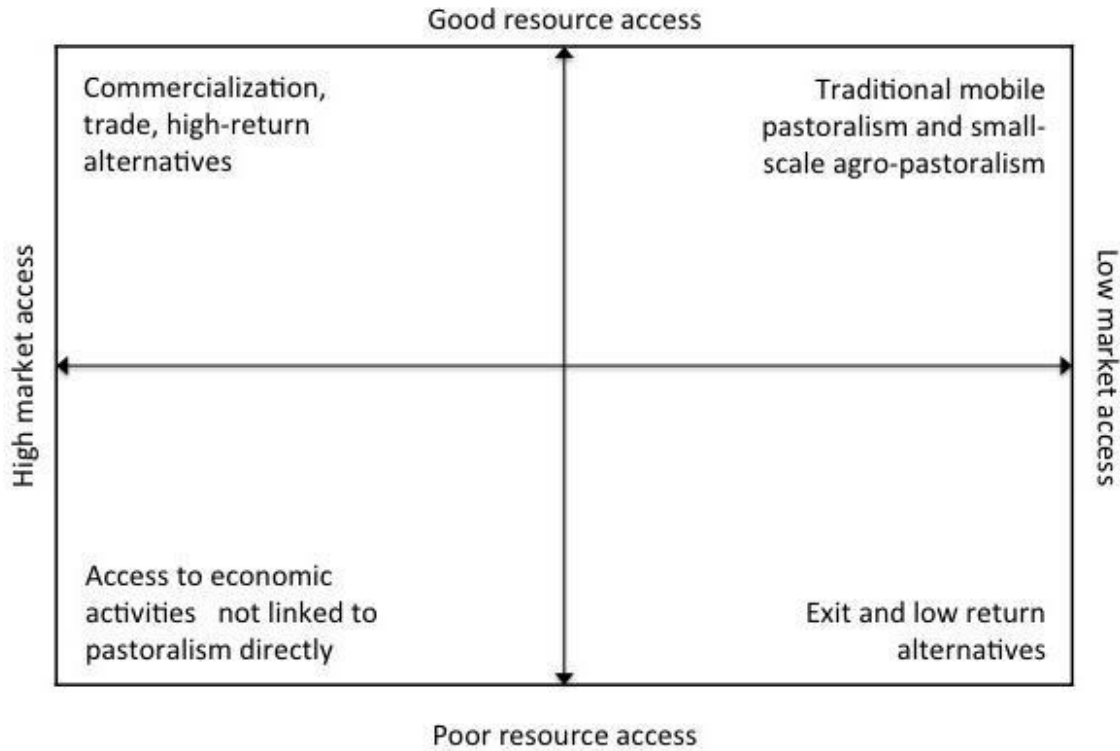 Good resource access
Commercialization,
trade, high-return
alternatives
Traditional mobile
pastoralism and small-
scale agro-pastoralism
High market access
Low market access
Access to economic
activities   not linked to
pastoralism directly
Exit and low return
alternatives
Poor resource access